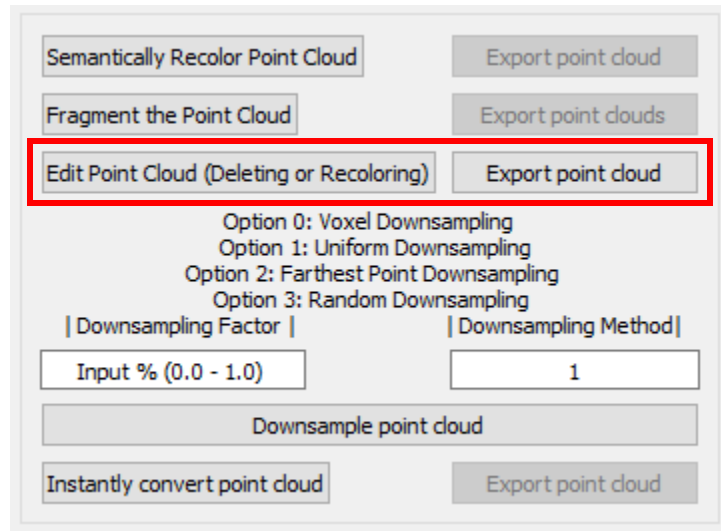 Semantically Recolor Point Cloud Export point cloud
Fragment the Point Cloud Export point clouds
Edit Point Cloud (Deleting or Recoloring) Export point cloud
Option 0: Voxel Downsampling
Option 1: Uniform Downsampling
Option 2: Farthest Point Downsampling
Option 3: Random Downsampling
| Downsampling Factor | | Downsampling Method|
Input % (0.0 - 1.0) 1
Downsample point cloud
Instantly convert point cloud Export point cloud